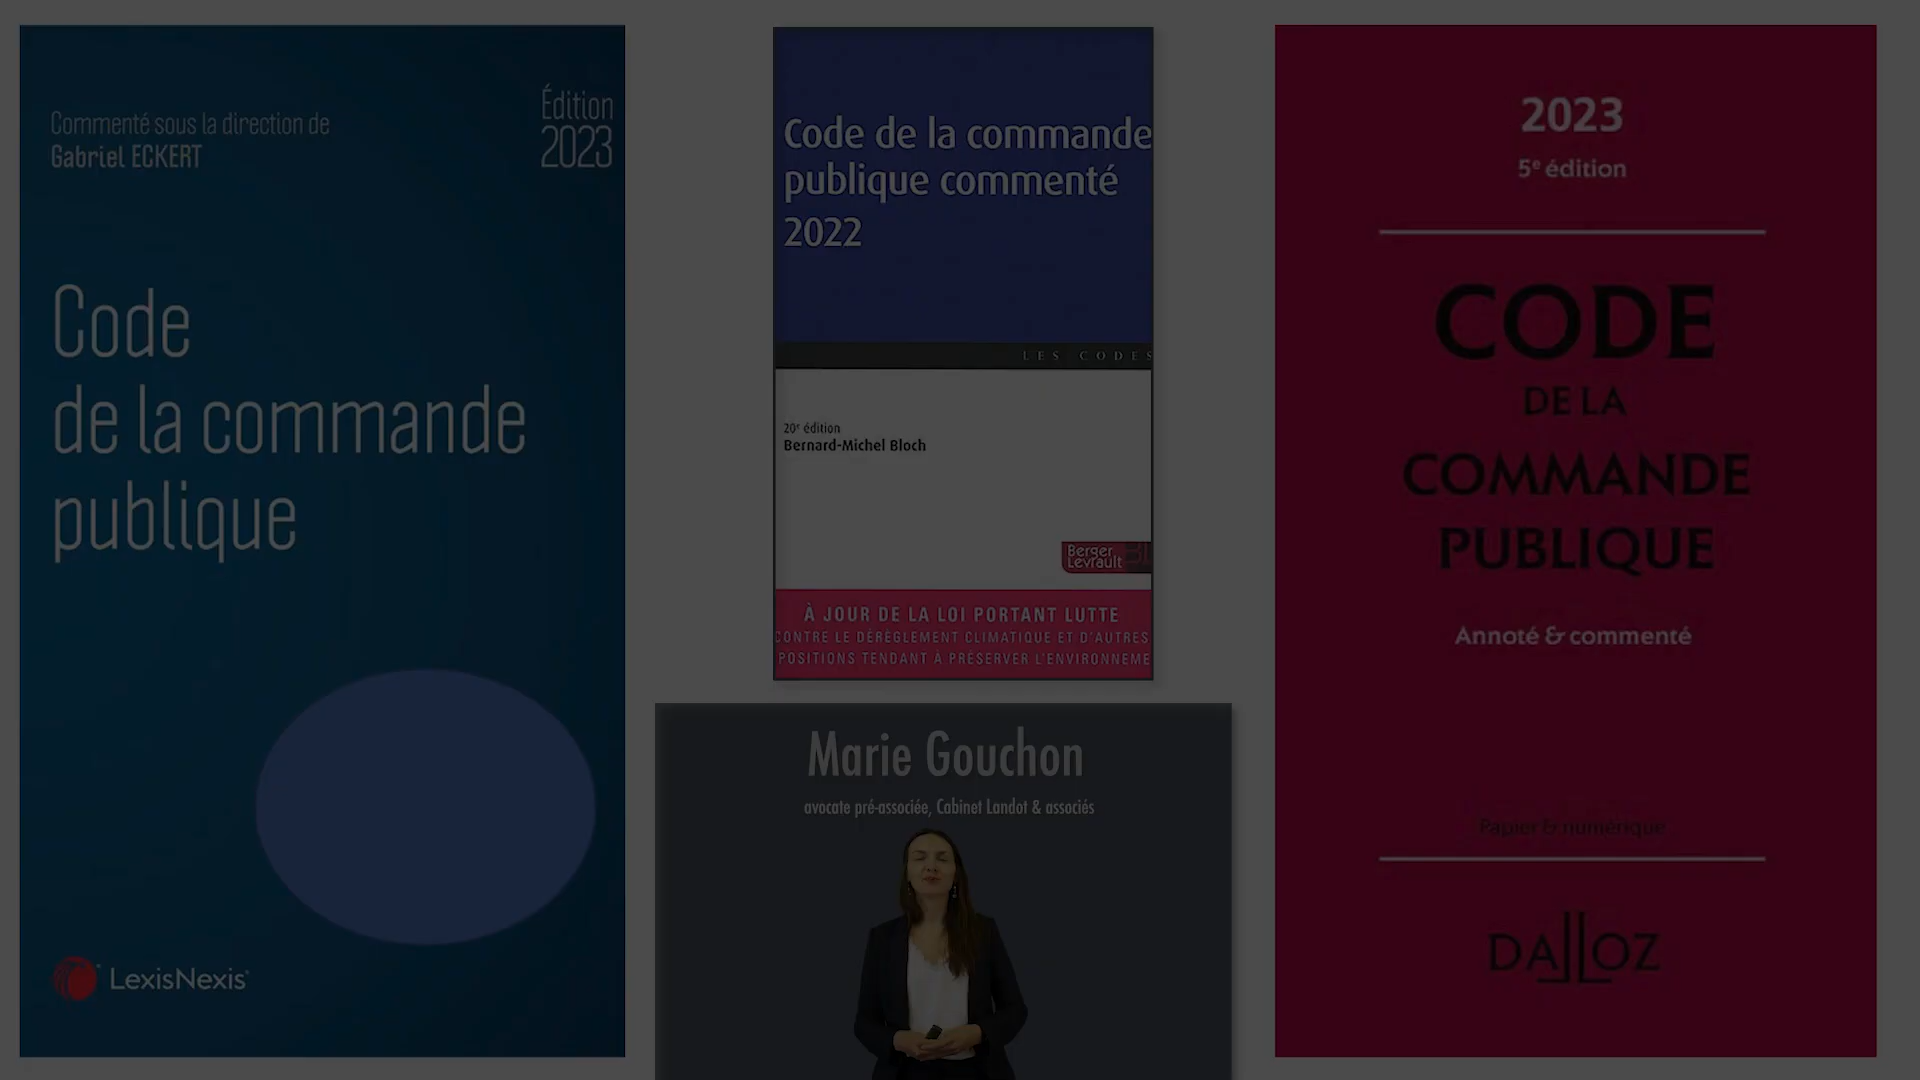 Commenté sous la direction de
Gabriel ECKERT
Édition
2023
Code
de la commande
publique
LexisNexis
Code de la commande
publique commenté
2022
LES CODES
20e édition
Bernard-Michel Bloch
Berger
Levrault
À JOUR DE LA LOI PORTANT LUTTE
CONTRE LE DÉRÈGLEMENT CLIMATIQUE ET D'AUTRES
POSITIONS TENDANT À PRÉSERVER L'ENVIRONNEME
Marie Gouchon
avocate pré-associée, Cabinet Landot & associés
2023
5e édition
CODE
DE LA
COMMANDE
PUBLIQUE
Annoté & commenté
Papier & numérique
DALLOZ